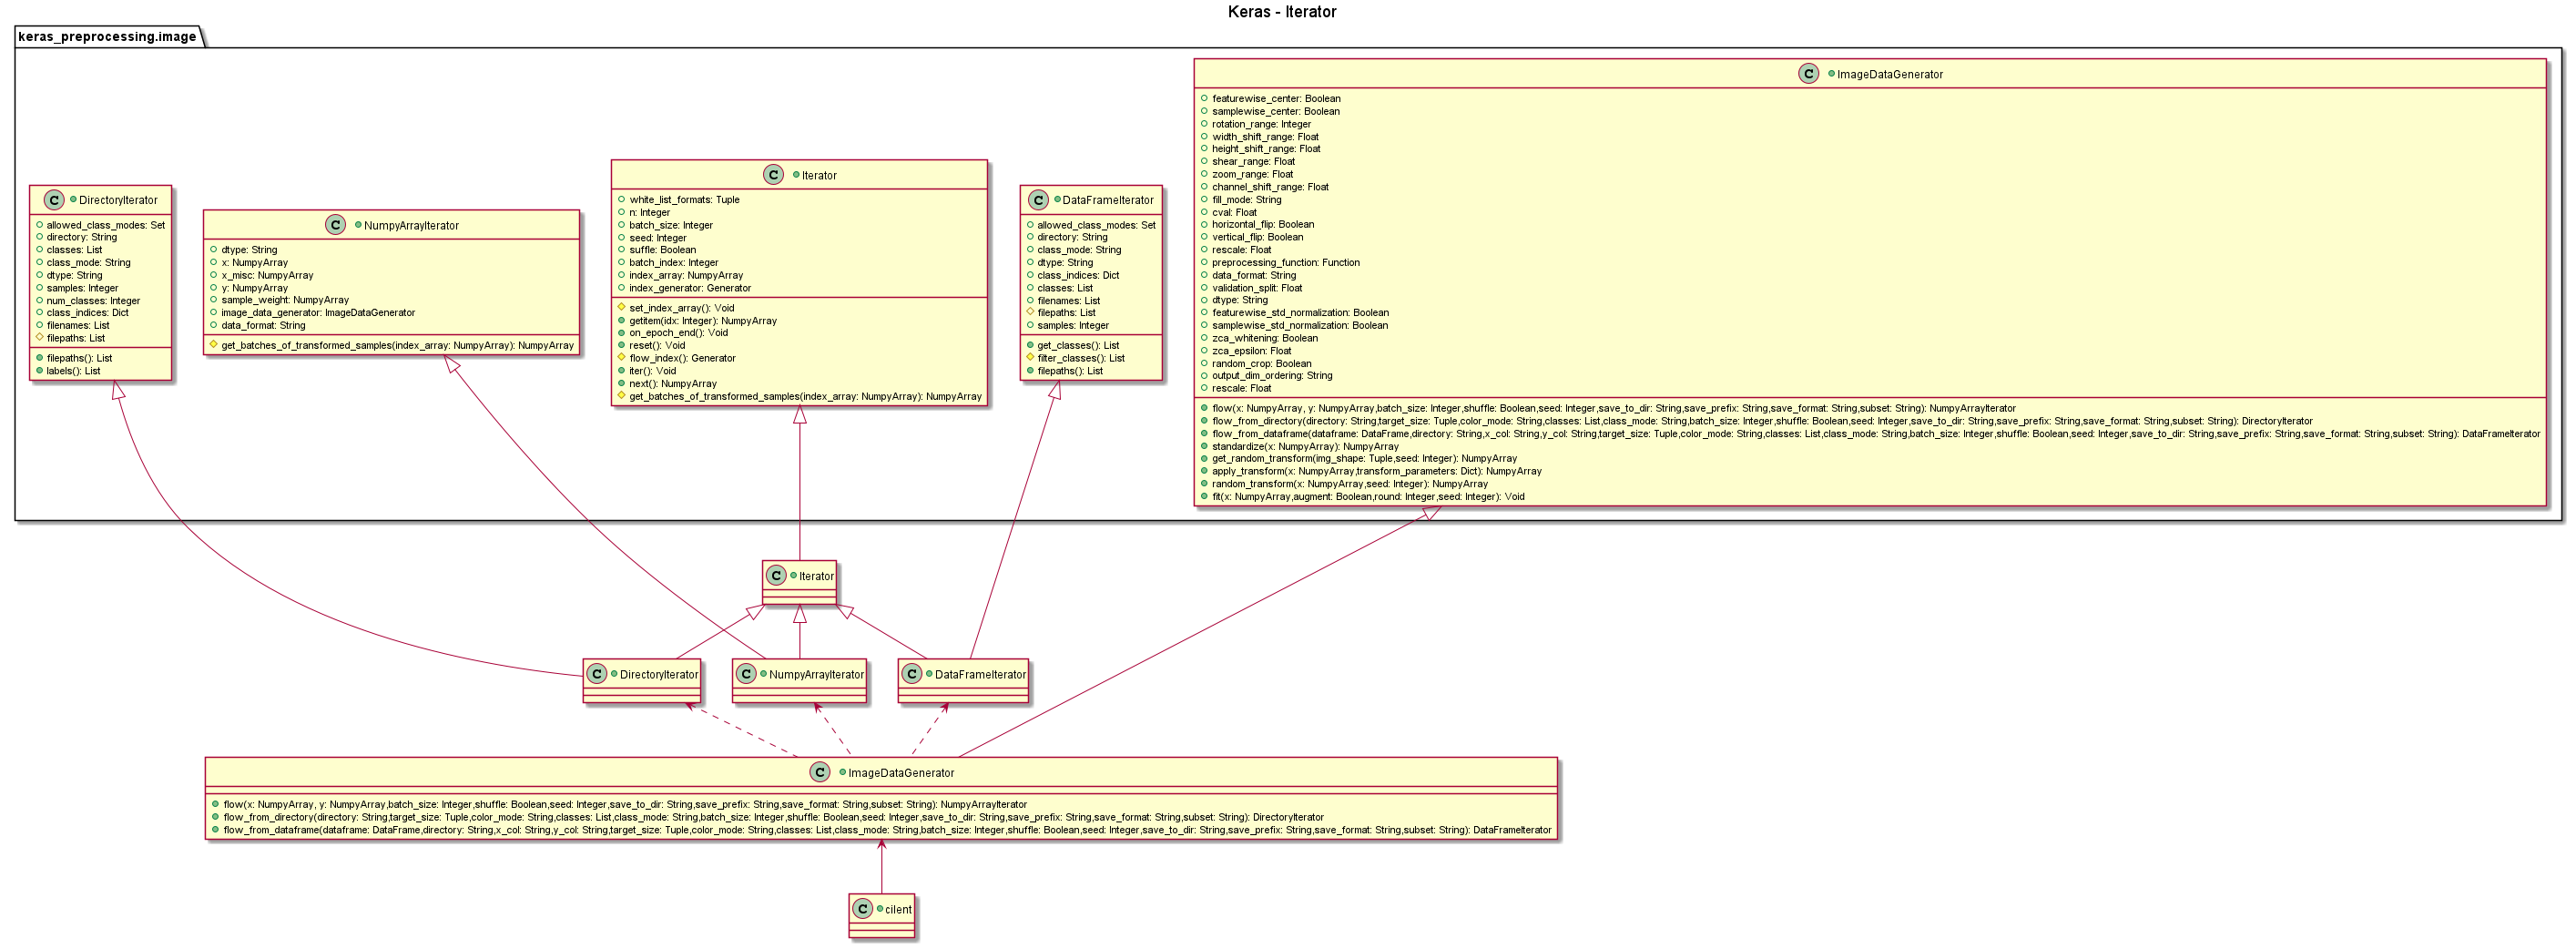 Keras - Iterator
keras_preprocessing.image
C DirectoryIterator
allowed_class_modes: Set
directory: String
classes: List
class_mode: String
dtype: String
samples: Integer
num_classes: Integer
class_indices: Dict
filenames: List
filepaths: List
filepaths(): List
labels(): List
C NumpyArrayIterator
dtype: String
x: NumpyArray
x_misc: NumpyArray
y: NumpyArray
sample_weight: NumpyArray
image_data_generator: ImageDataGenerator
data_format: String
get_batches_of_transformed_samples(index_array: NumpyArray): NumpyArray
C Iterator
white_list_formats: Tuple
n: Integer
batch_size: Integer
seed: Integer
suffle: Boolean
batch_index: Integer
index_array: NumpyArray
index_generator: Generator
set_index_array(): Void
getitem(idx: Integer): NumpyArray
on_epoch_end(): Void
reset(): Void
flow_index(): Generator
iter(): Void
next(): NumpyArray
get_batches_of_transformed_samples(index_array: NumpyArray): NumpyArray
C DataFrameIterator
allowed_class_modes: Set
directory: String
class_mode: String
dtype: String
class_indices: Dict
classes: List
filenames: List
filepaths: List
samples: Integer
get_classes(): List
filter_classes(): List
filepaths(): List
C ImageDataGenerator
featurewise_center: Boolean
samplewise_center: Boolean
rotation_range: Integer
width_shift_range: Float
height_shift_range: Float
shear_range: Float
zoom_range: Float
channel_shift_range: Float
fill_mode: String
cval: Float
horizontal_flip: Boolean
vertical_flip: Boolean
rescale: Float
preprocessing_function: Function
data_format: String
validation_split: Float
dtype: String
featurewise_std_normalization: Boolean
samplewise_std_normalization: Boolean
zca_whitening: Boolean
zca_epsilon: Float
random_crop: Boolean
output_dim_ordering: String
rescale: Float
flow(x: NumpyArray, y: NumpyArray,batch_size: Integer,shuffle: Boolean,seed: Integer,save_to_dir: String,save_prefix: String,save_format: String,subset: String): NumpyArrayIterator
flow_from_directory(directory: String,target_size: Tuple,color_mode: String,classes: List,class_mode: String,batch_size: Integer,shuffle: Boolean,seed: Integer,save_to_dir: String,save_prefix: String,save_format: String,subset: String): DirectoryIterator
flow_from_dataframe(dataframe: DataFrame,directory: String,x_col: String,y_col: String,target_size: Tuple,color_mode: String,classes: List,class_mode: String,batch_size: Integer,shuffle: Boolean,seed: Integer,save_to_dir: String,save_prefix: String,save_format: String,subset: String): DataFrameIterator
standardize(x: NumpyArray): NumpyArray
get_random_transform(img_shape: Tuple,seed: Integer): NumpyArray
apply_transform(x: NumpyArray,transform_parameters: Dict): NumpyArray
random_transform(x: NumpyArray,seed: Integer): NumpyArray
fit(x: NumpyArray,augment: Boolean,round: Integer,seed: Integer): Void
C Iterator
C DirectoryIterator
C NumpyArrayIterator
C DataFrameIterator
C ImageDataGenerator
flow(x: NumpyArray, y: NumpyArray,batch_size: Integer,shuffle: Boolean,seed: Integer,save_to_dir: String,save_prefix: String,save_format: String,subset: String): NumpyArrayIterator
flow_from_directory(directory: String,target_size: Tuple,color_mode: String,classes: List,class_mode: String,batch_size: Integer,shuffle: Boolean,seed: Integer,save_to_dir: String,save_prefix: String,save_format: String,subset: String): DirectoryIterator
flow_from_dataframe(dataframe: DataFrame,directory: String,x_col: String,y_col: String,target_size: Tuple,color_mode: String,classes: List,class_mode: String,batch_size: Integer,shuffle: Boolean,seed: Integer,save_to_dir: String,save_prefix: String,save_format: String,subset: String): DataFrameIterator
C cilent